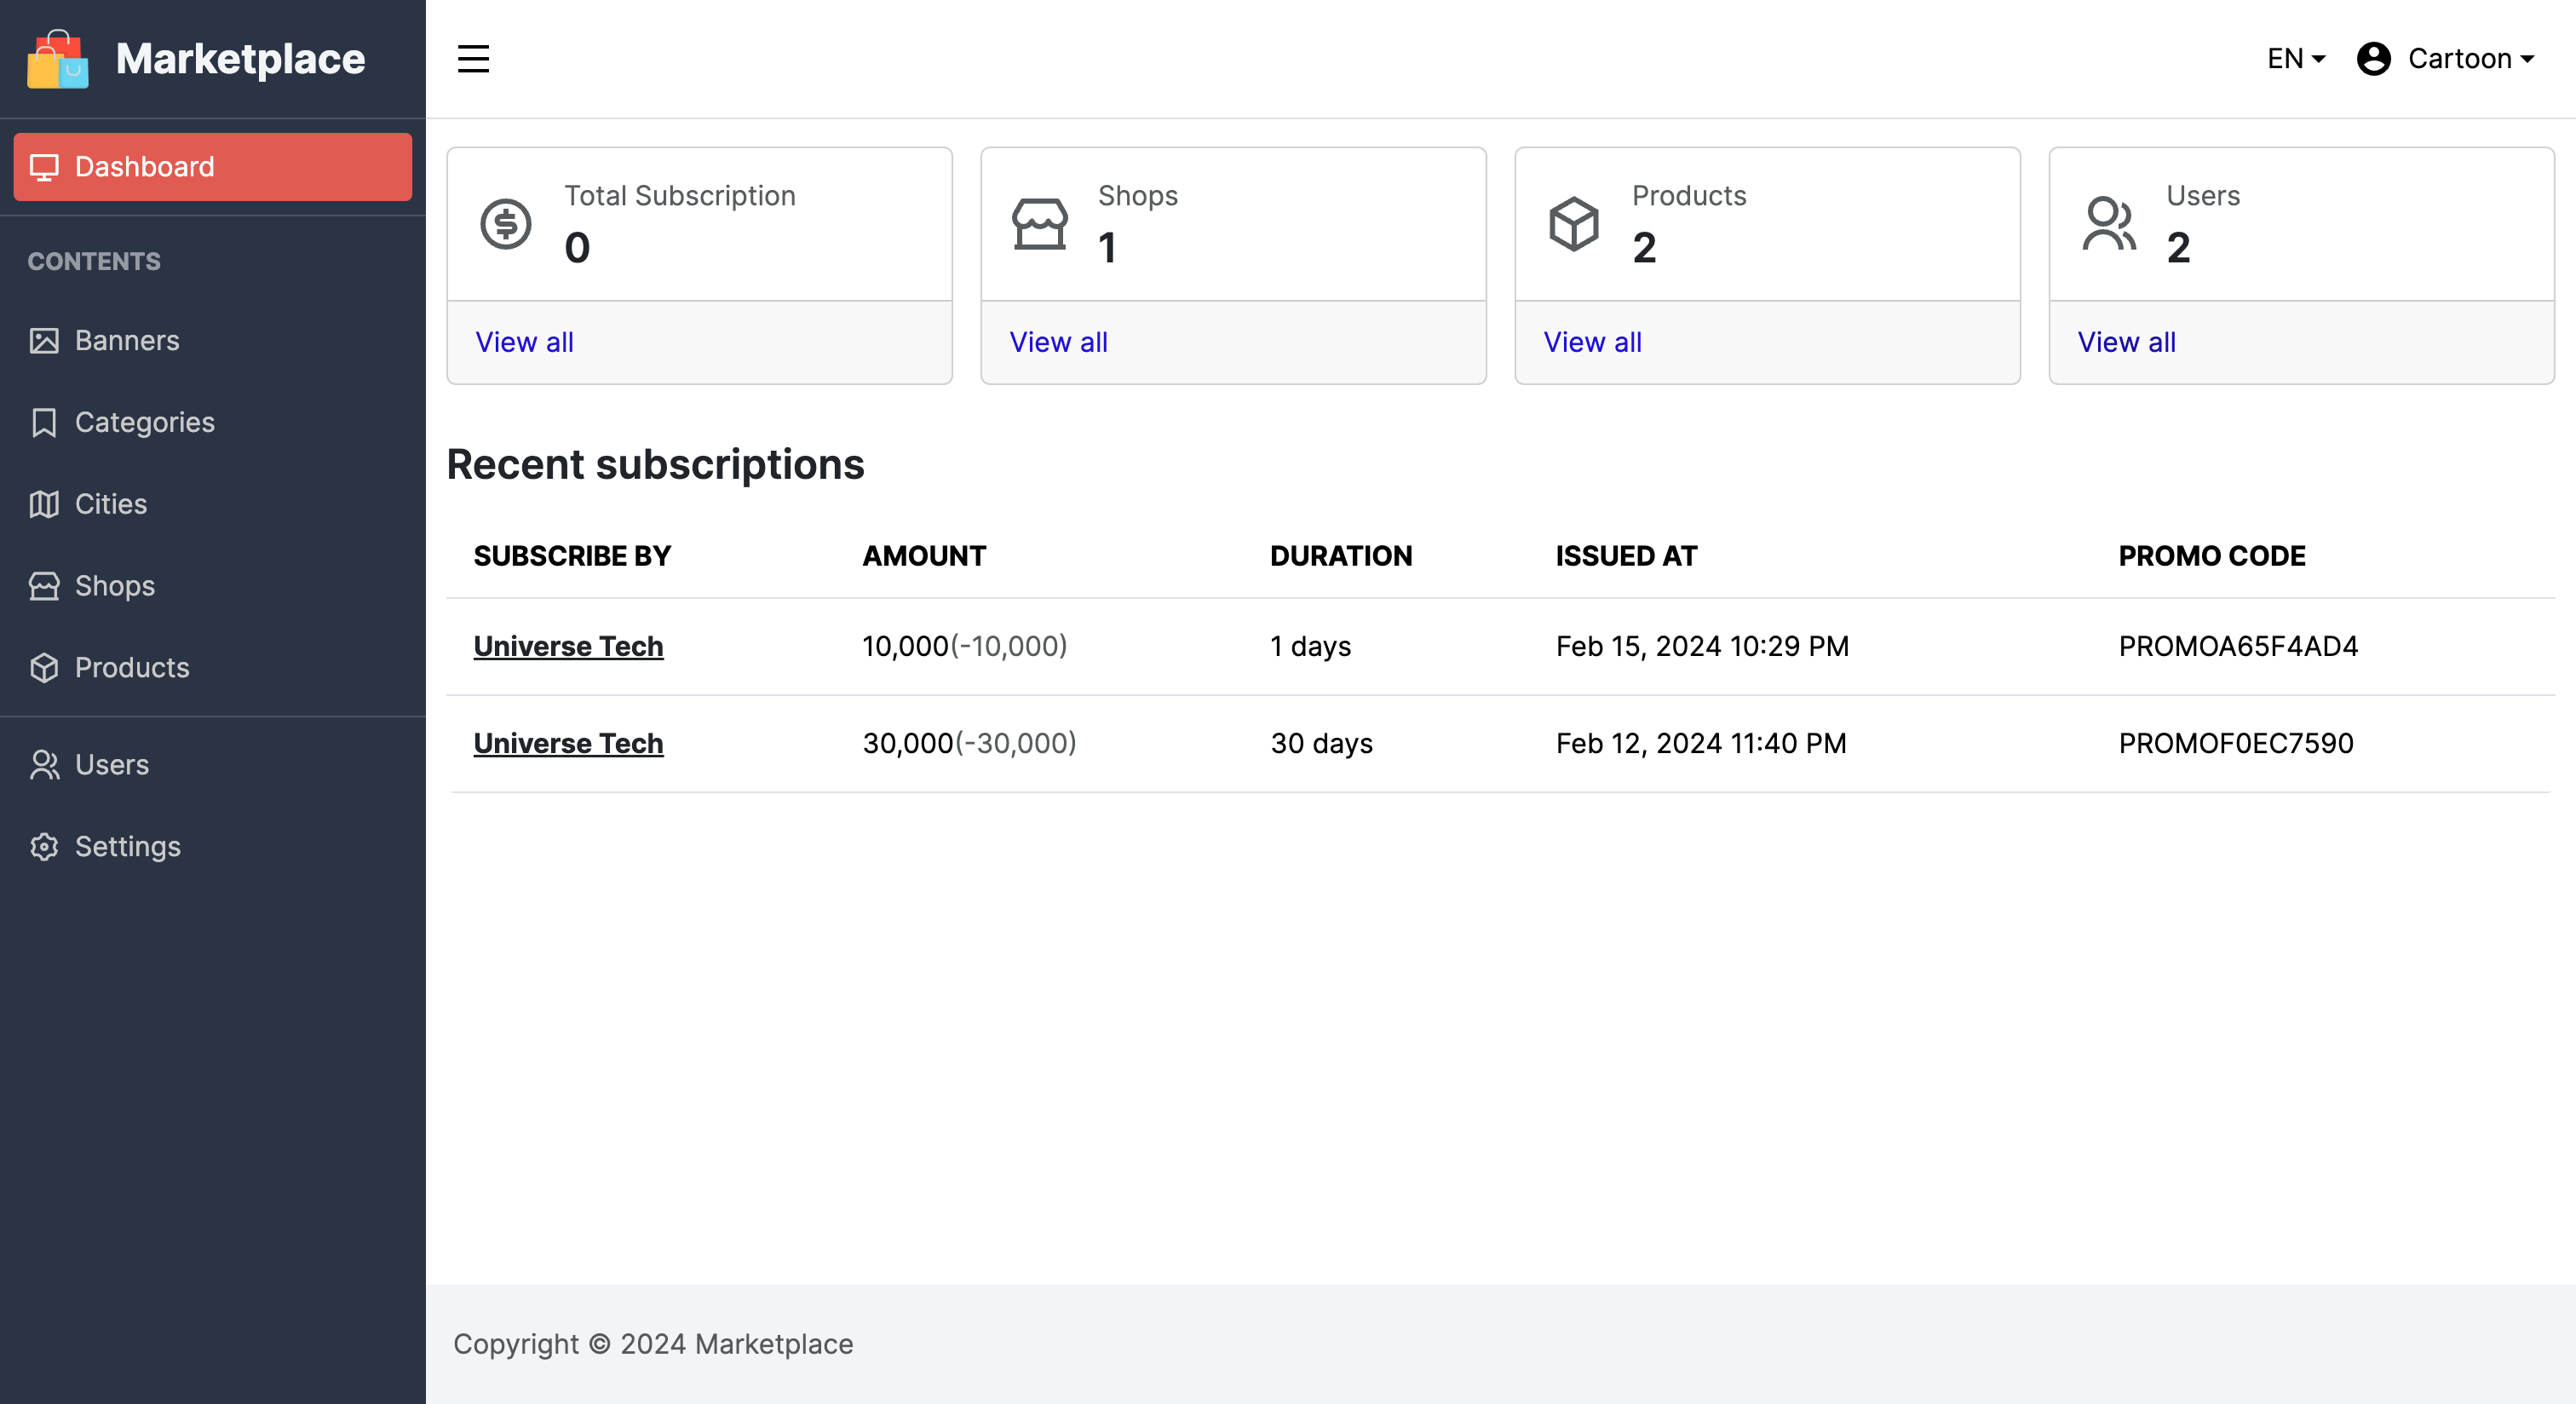 Marketplace
EN
Cartoon
Dashboard
CONTENTS
Banners
Categories
Cities
Shops
Products
Users
Settings
Total Subscription
0
View all
Shops
1
View all
Products
2
View all
Users
2
View all
Recent subscriptions
SUBSCRIBE BY AMOUNT DURATION ISSUED AT PROMO CODE
Universe Tech 10,000(-10,000) 1 days Feb 15, 2024 10:29 PM PROMOA65F4AD4
Universe Tech 30,000(-30,000) 30 days Feb 12, 2024 11:40 PM PROMOF0EC7590
Copyright © 2024 Marketplace